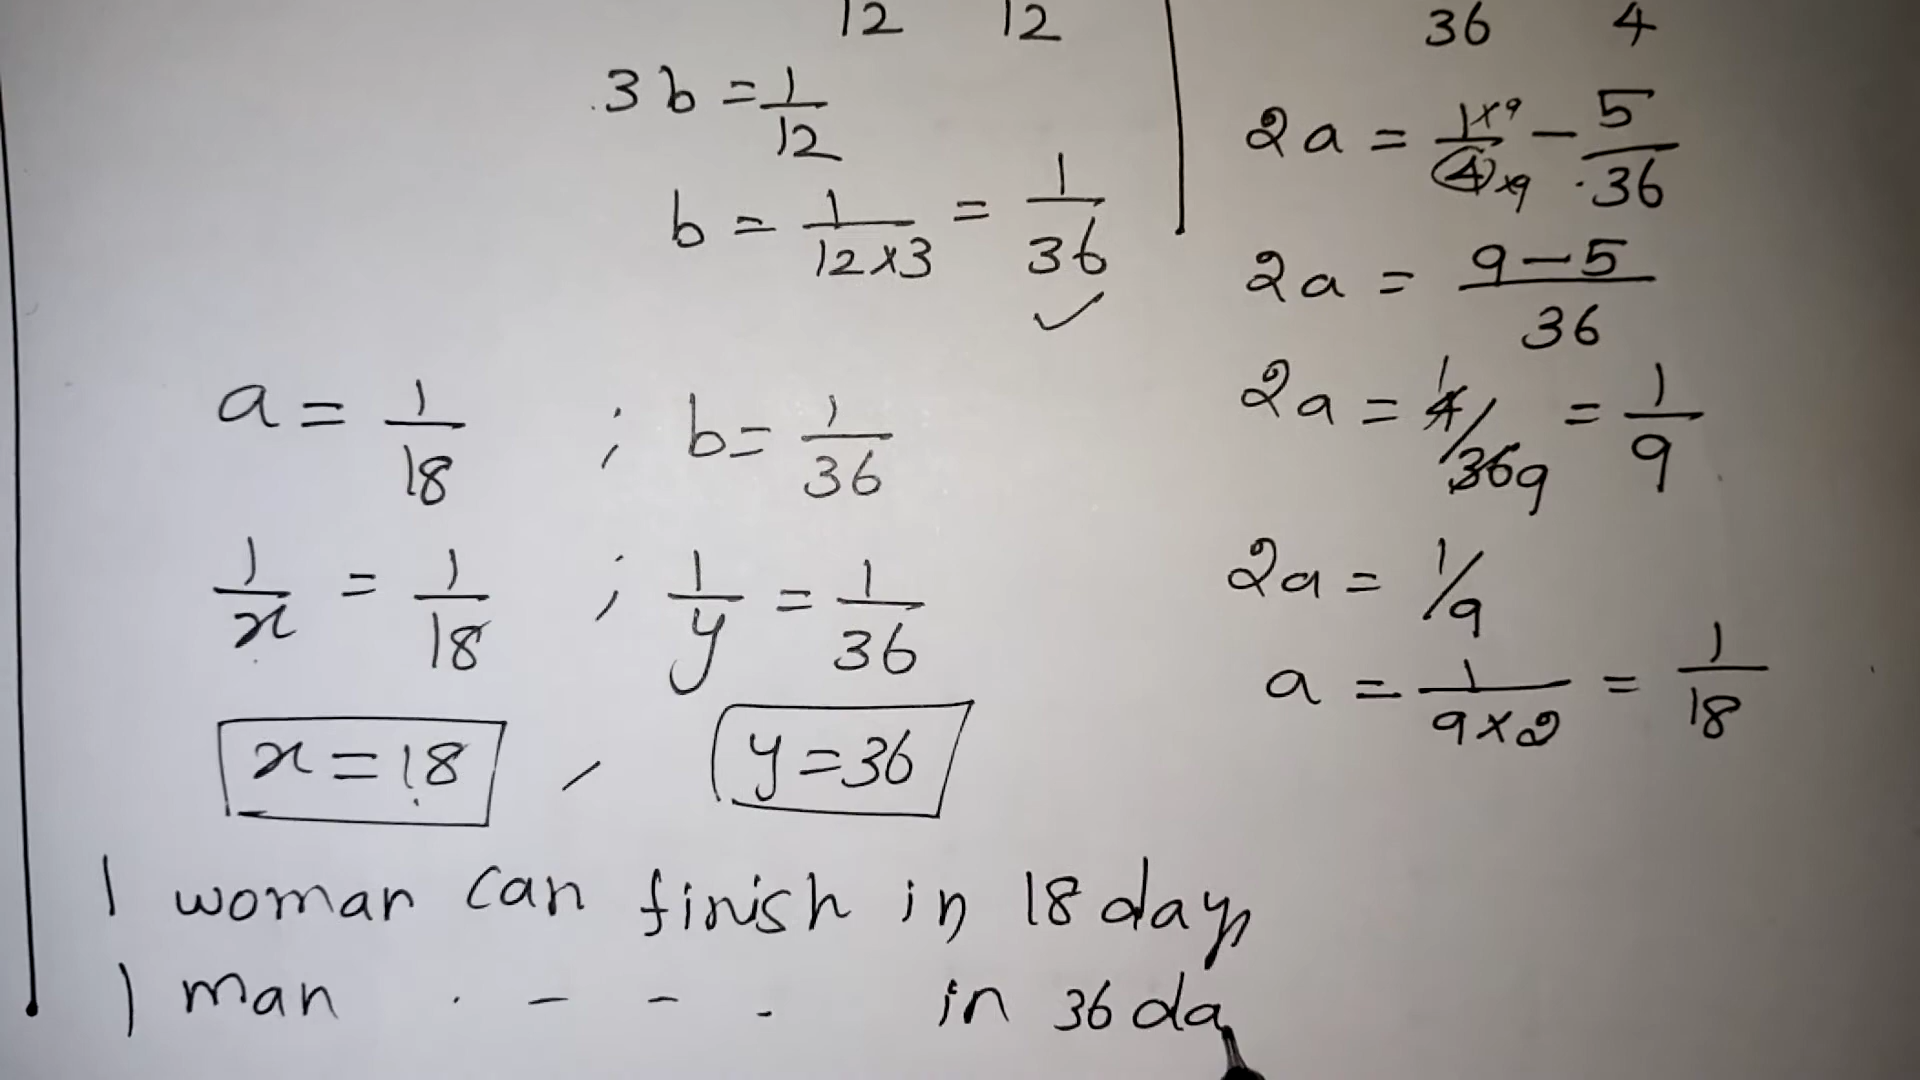 12 12
3b = 1/12
b = 1/12×3 = 1/36 ✓
a = 1/18 ; b = 1/36
1/x = 1/18 ; 1/y = 1/36
x = 18 , y = 36
1 woman can finish in 18 days
1 man . - - - in 36 da
36 4
2a = 1×9/4×9 - 5/36
2a = 9-5/36
2a = 4/36 1 9 = 1/9
2a = 1/9
a = 1/9×2 = 1/18